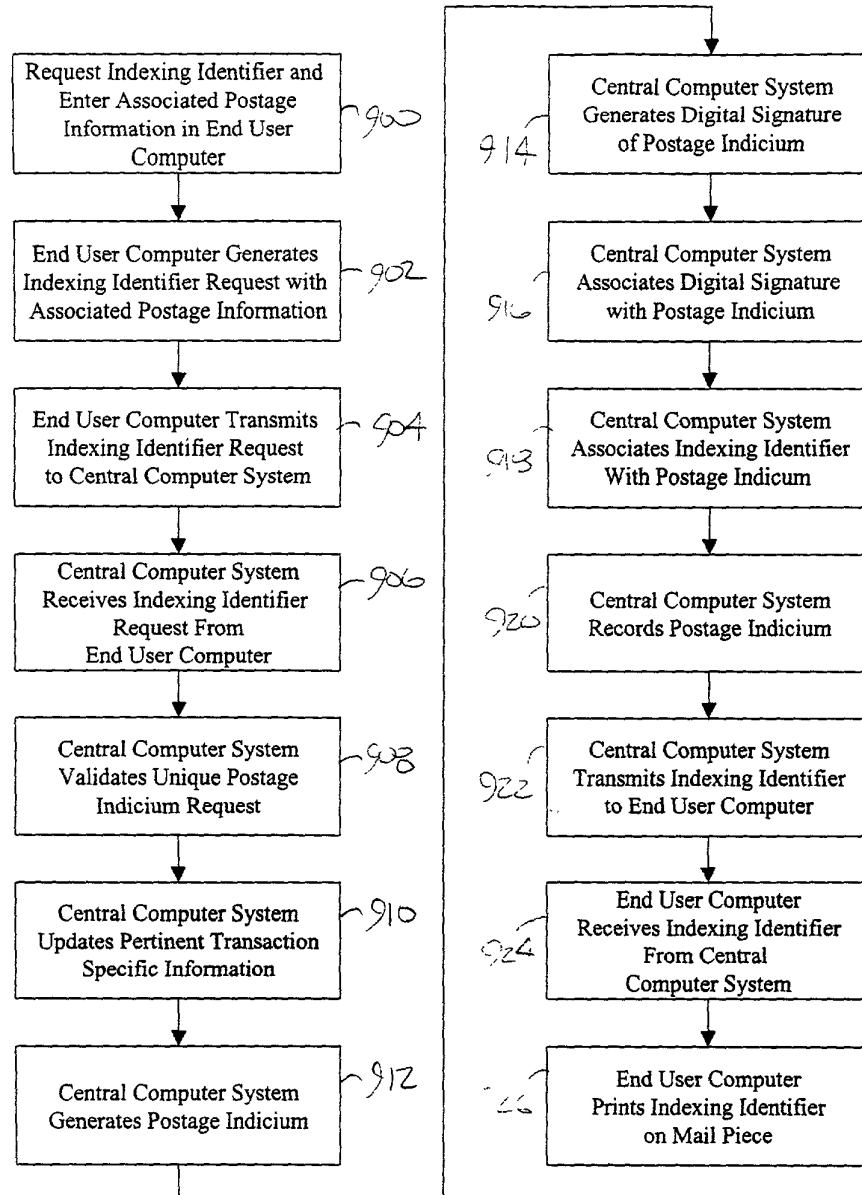 Request Indexing Identifier and
Enter Associated Postage
Information in End User
Computer
900
End User Computer Generates
Indexing Identifier Request with
Associated Postage Information
902
End User Computer Transmits
Indexing Identifier Request
to Central Computer System
904
Central Computer System
Receives Indexing Identifier
Request From
End User Computer
906
Central Computer System
Validates Unique Postage
Indicium Request
908
Central Computer System
Updates Pertinent Transaction
Specific Information
910
Central Computer System
Generates Postage Indicium
912
Central Computer System
Generates Digital Signature
of Postage Indicium
914
Central Computer System
Associates Digital Signature
with Postage Indicium
916
Central Computer System
Associates Indexing Identifier
With Postage Indicum
918
Central Computer System
Records Postage Indicium
920
Central Computer System
Transmits Indexing Identifier
to End User Computer
922
End User Computer
Receives Indexing Identifier
From Central
Computer System
924
End User Computer
Prints Indexing Identifier
on Mail Piece